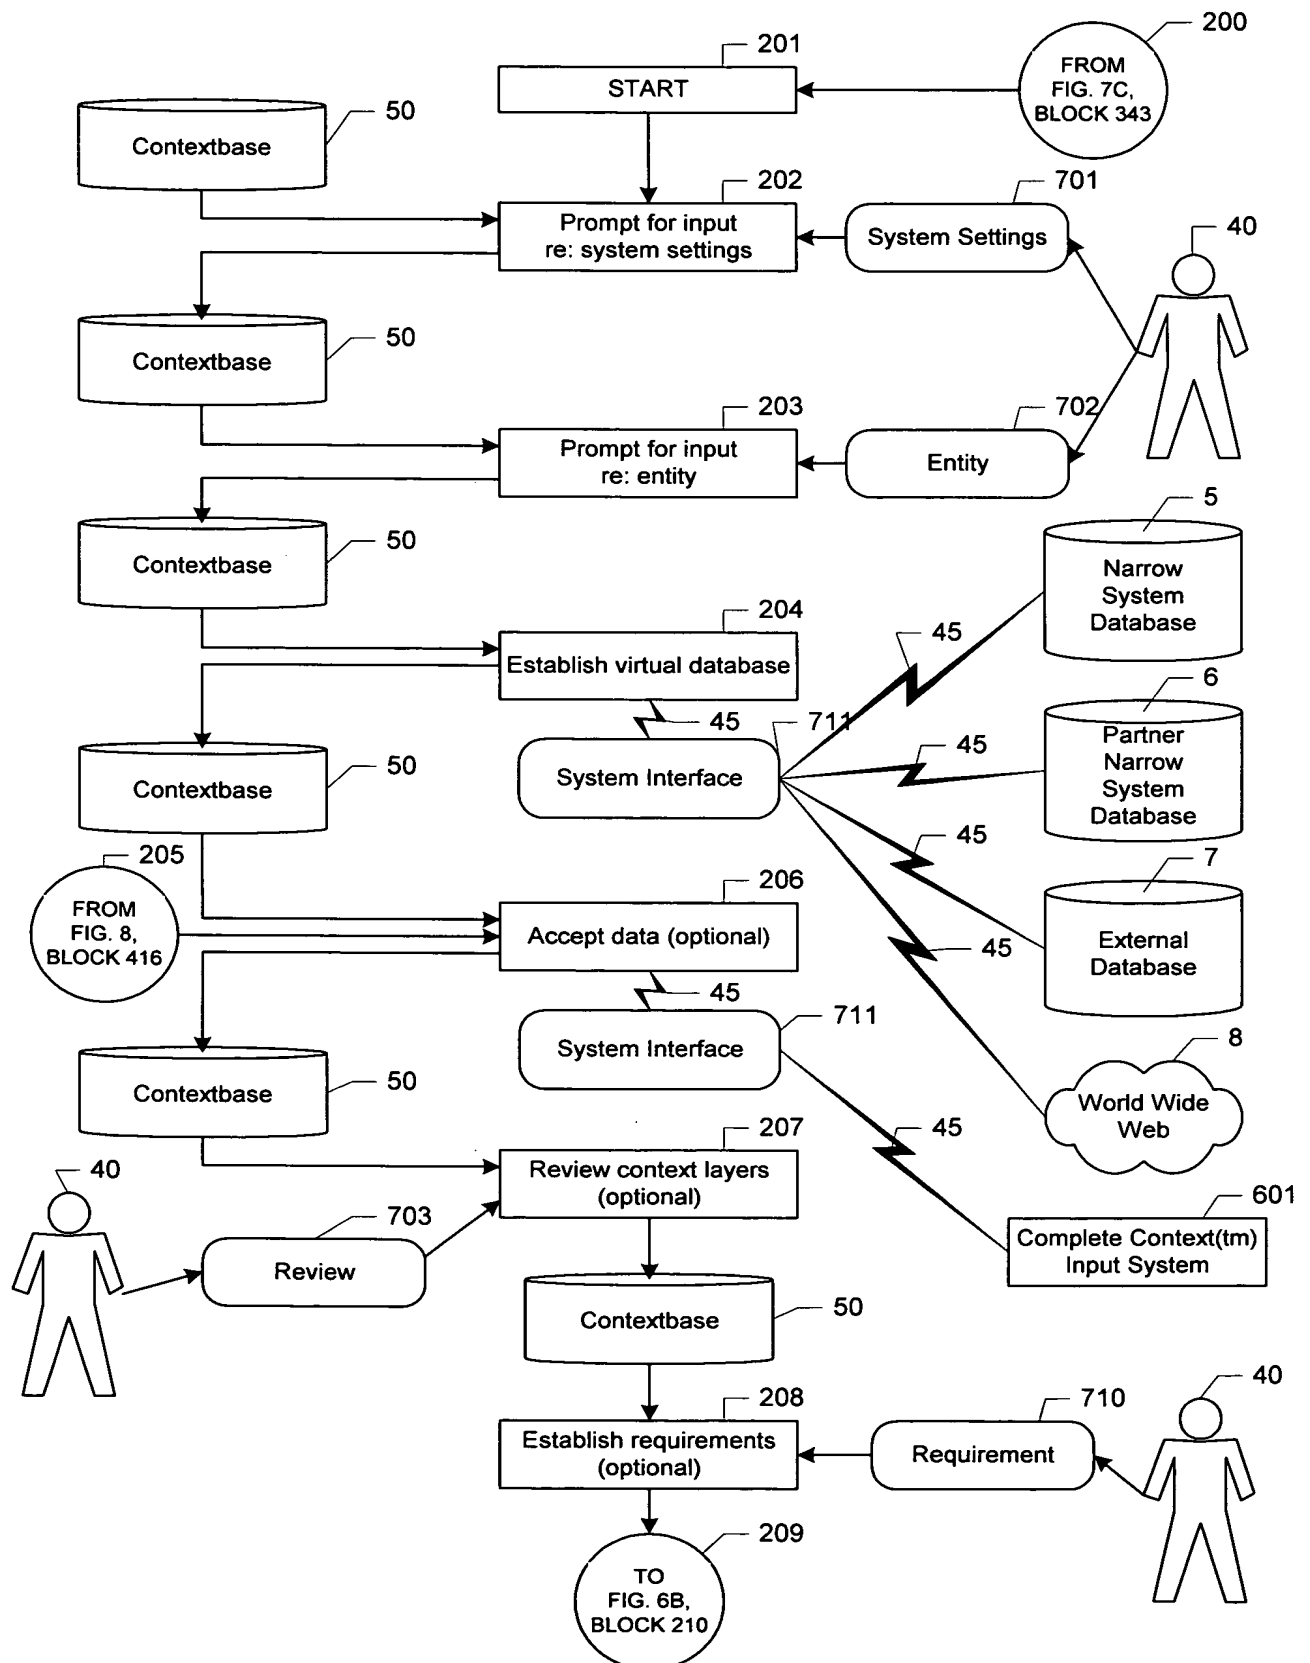 200
201
FROM
FIG. 7C,
BLOCK 343
START
50
Contextbase
202
701
Prompt for input
re: system settings
System Settings
40
50
Contextbase
203
702
Prompt for input
re: entity
Entity
50
Contextbase
5
Narrow
System
Database
204
Establish virtual database
45
45
711
6
Partner
Narrow
System
Database
50
Contextbase
System Interface
45
45
7
External
Database
205
FROM
FIG. 8,
BLOCK 416
206
Accept data (optional)
45
45
711
System Interface
8
World Wide
Web
50
Contextbase
45
207
Review context layers
(optional)
40
703
Review
601
Complete Context(tm)
Input System
50
Contextbase
208
Establish requirements
(optional)
710
Requirement
40
209
TO
FIG. 6B,
BLOCK 210